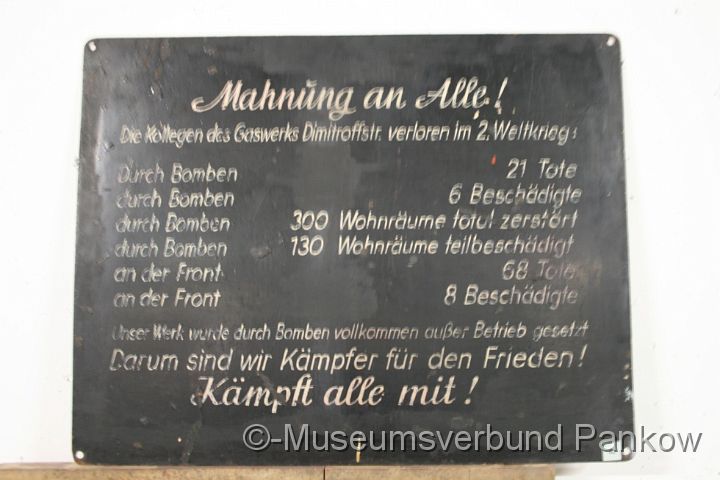 Mahnung an Alle!
Die Kollegen des Gaswerks Dimitroffstr. verloren im 2. Weltkrieg:
Durch Bomben 21 Tote
durch Bomben 6 Beschädigte
durch Bomben 300 Wohnräume total zerstört
durch Bomben 130 Wohnräume teilbeschädigt
an der Front 68 Tote
an der Front 8 Beschädigte
Unser Werk wurde durch Bomben vollkommen außer Betrieb gesetzt
Darum sind wir Kämpfer für den Frieden!
Kämpft alle mit!
©-Museumsverbund Pankow